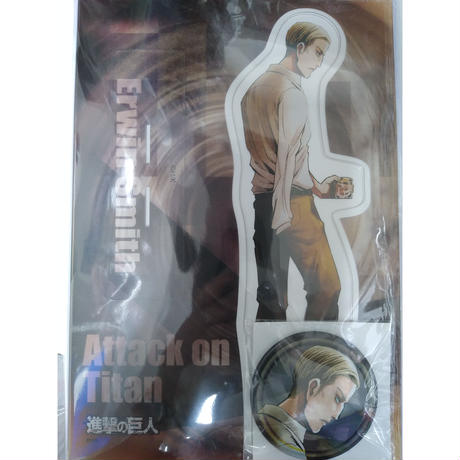 Erwin Smith
Attack on
Titan
進撃の巨人